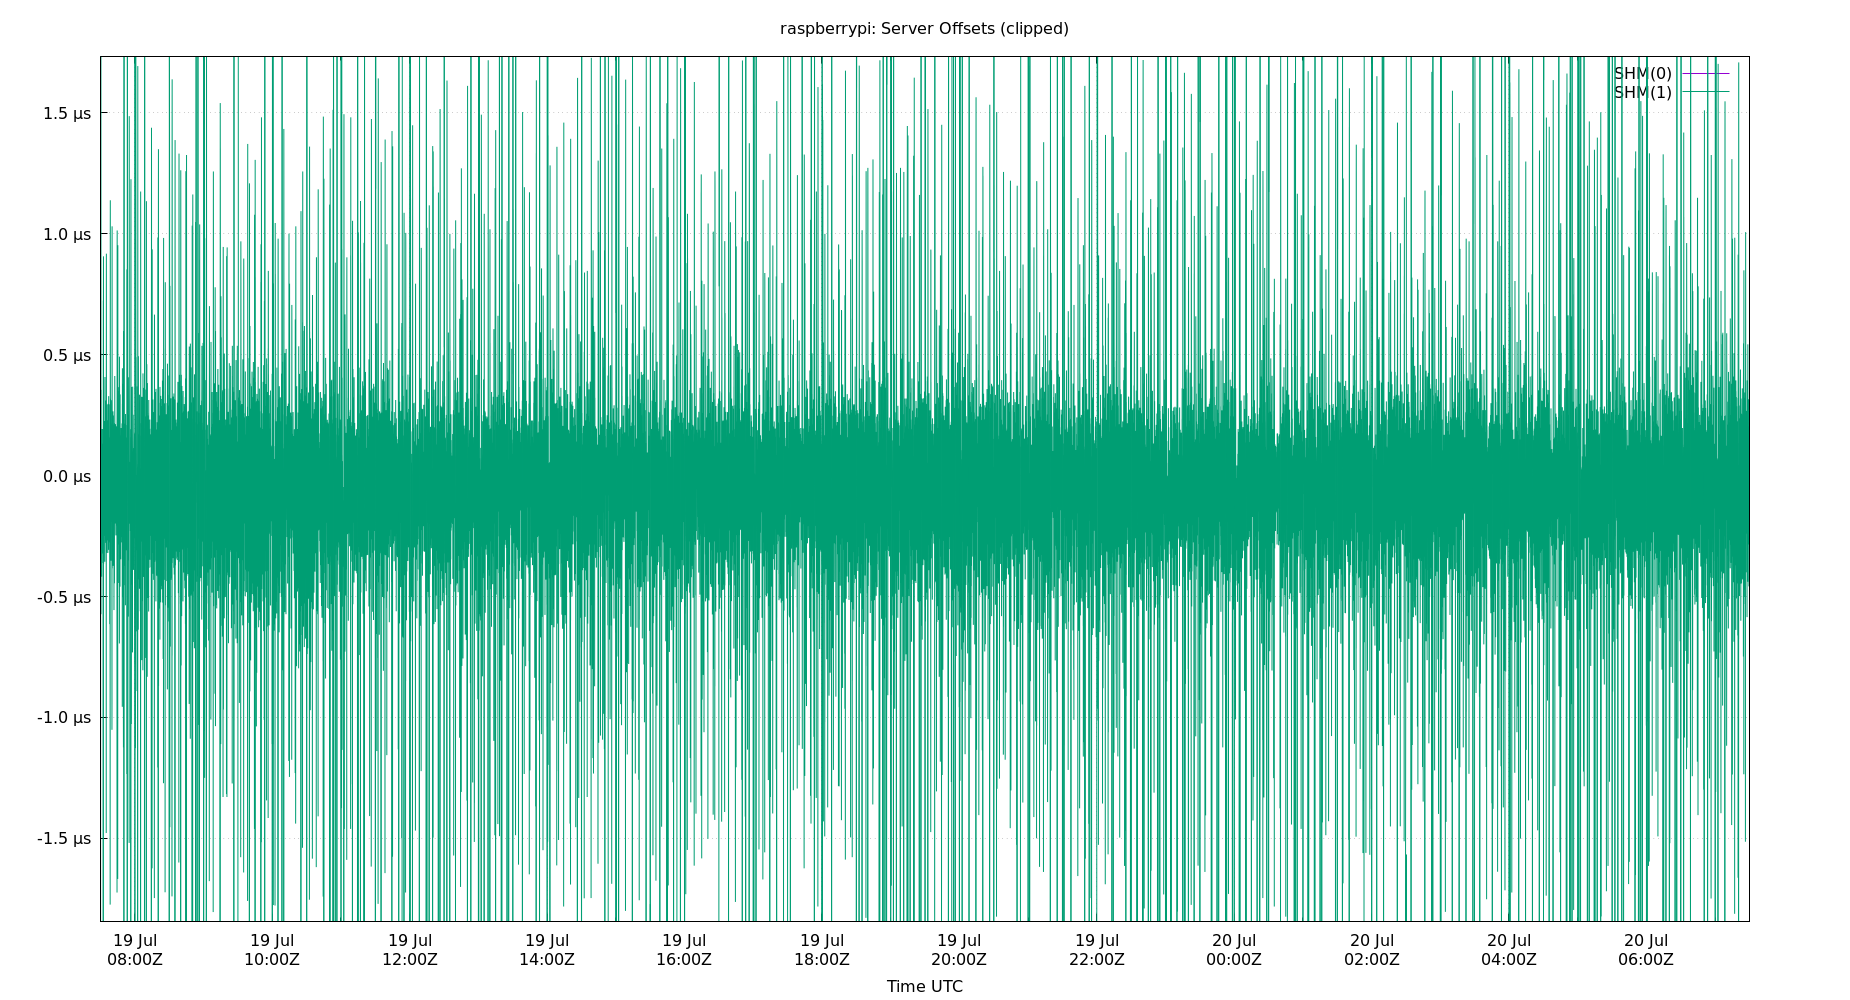 raspberrypi: Server Offsets (clipped)
SHM(0)
SHM(1)
1.5 µs
1.0 µs
0.5 µs
0.0 µs
-0.5 µs
-1.0 µs
-1.5 µs
19 Jul 19 Jul 19 Jul 19 Jul 19 Jul 19 Jul 19 Jul 19 Jul 20 Jul 20 Jul 20 Jul 20 Jul
08:00Z 10:00Z 12:00Z 14:00Z 16:00Z 18:00Z 20:00Z 22:00Z 00:00Z 02:00Z 04:00Z 06:00Z
Time UTC